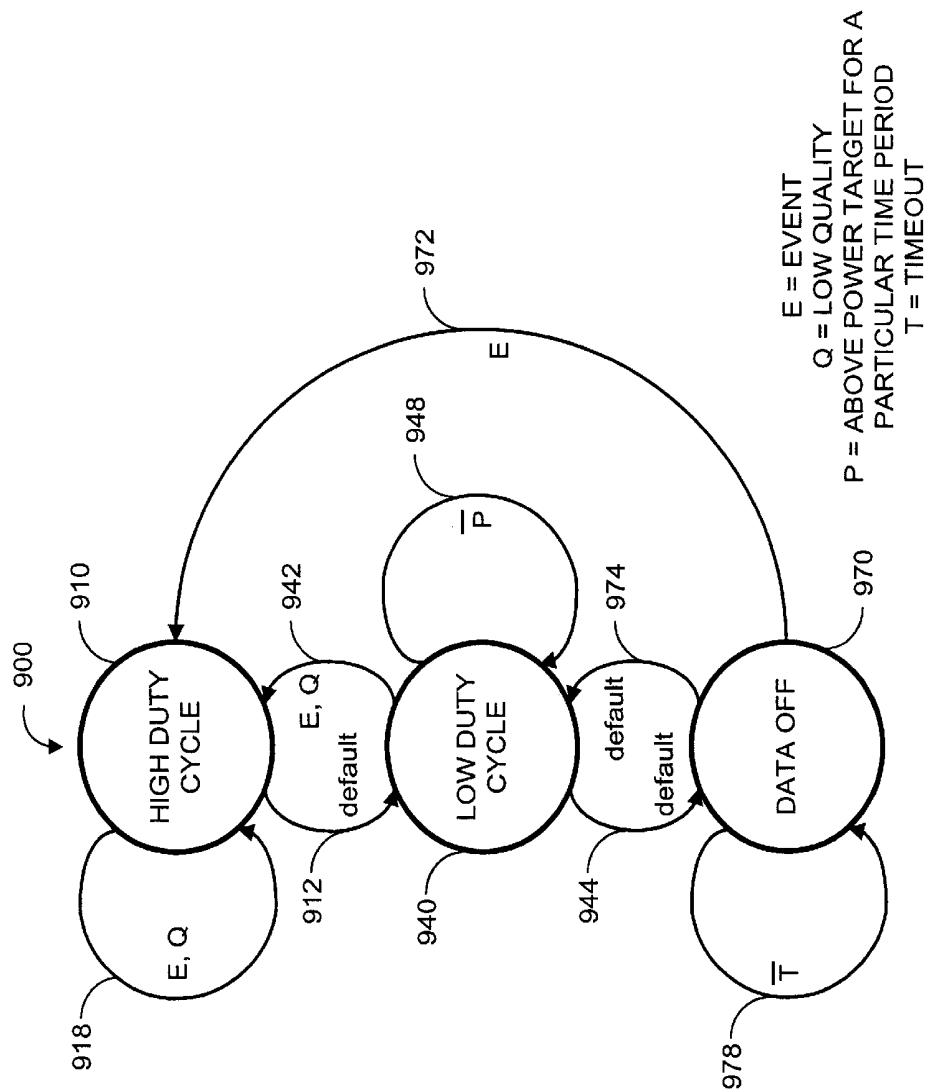 900
910
HIGH DUTY
CYCLE
918
E, Q
942
E, Q
912
default
972
E
948
P̅
940
LOW DUTY
CYCLE
974
default
944
default
970
DATA OFF
978
T̅
E = EVENT
Q = LOW QUALITY
P = ABOVE POWER TARGET FOR A
PARTICULAR TIME PERIOD
T = TIMEOUT